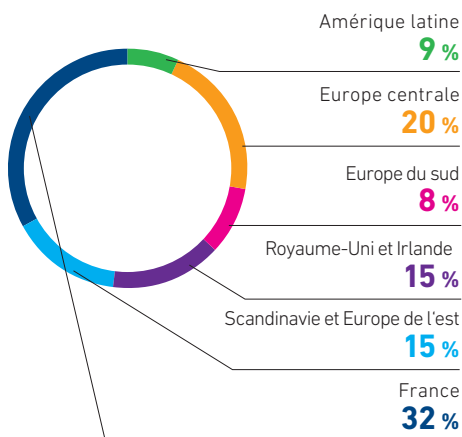 Amérique latine
9 %
Europe centrale
20 %
Europe du sud
8 %
Royaume-Uni et Irlande
15 %
Scandinavie et Europe de l'est
15 %
France
32 %